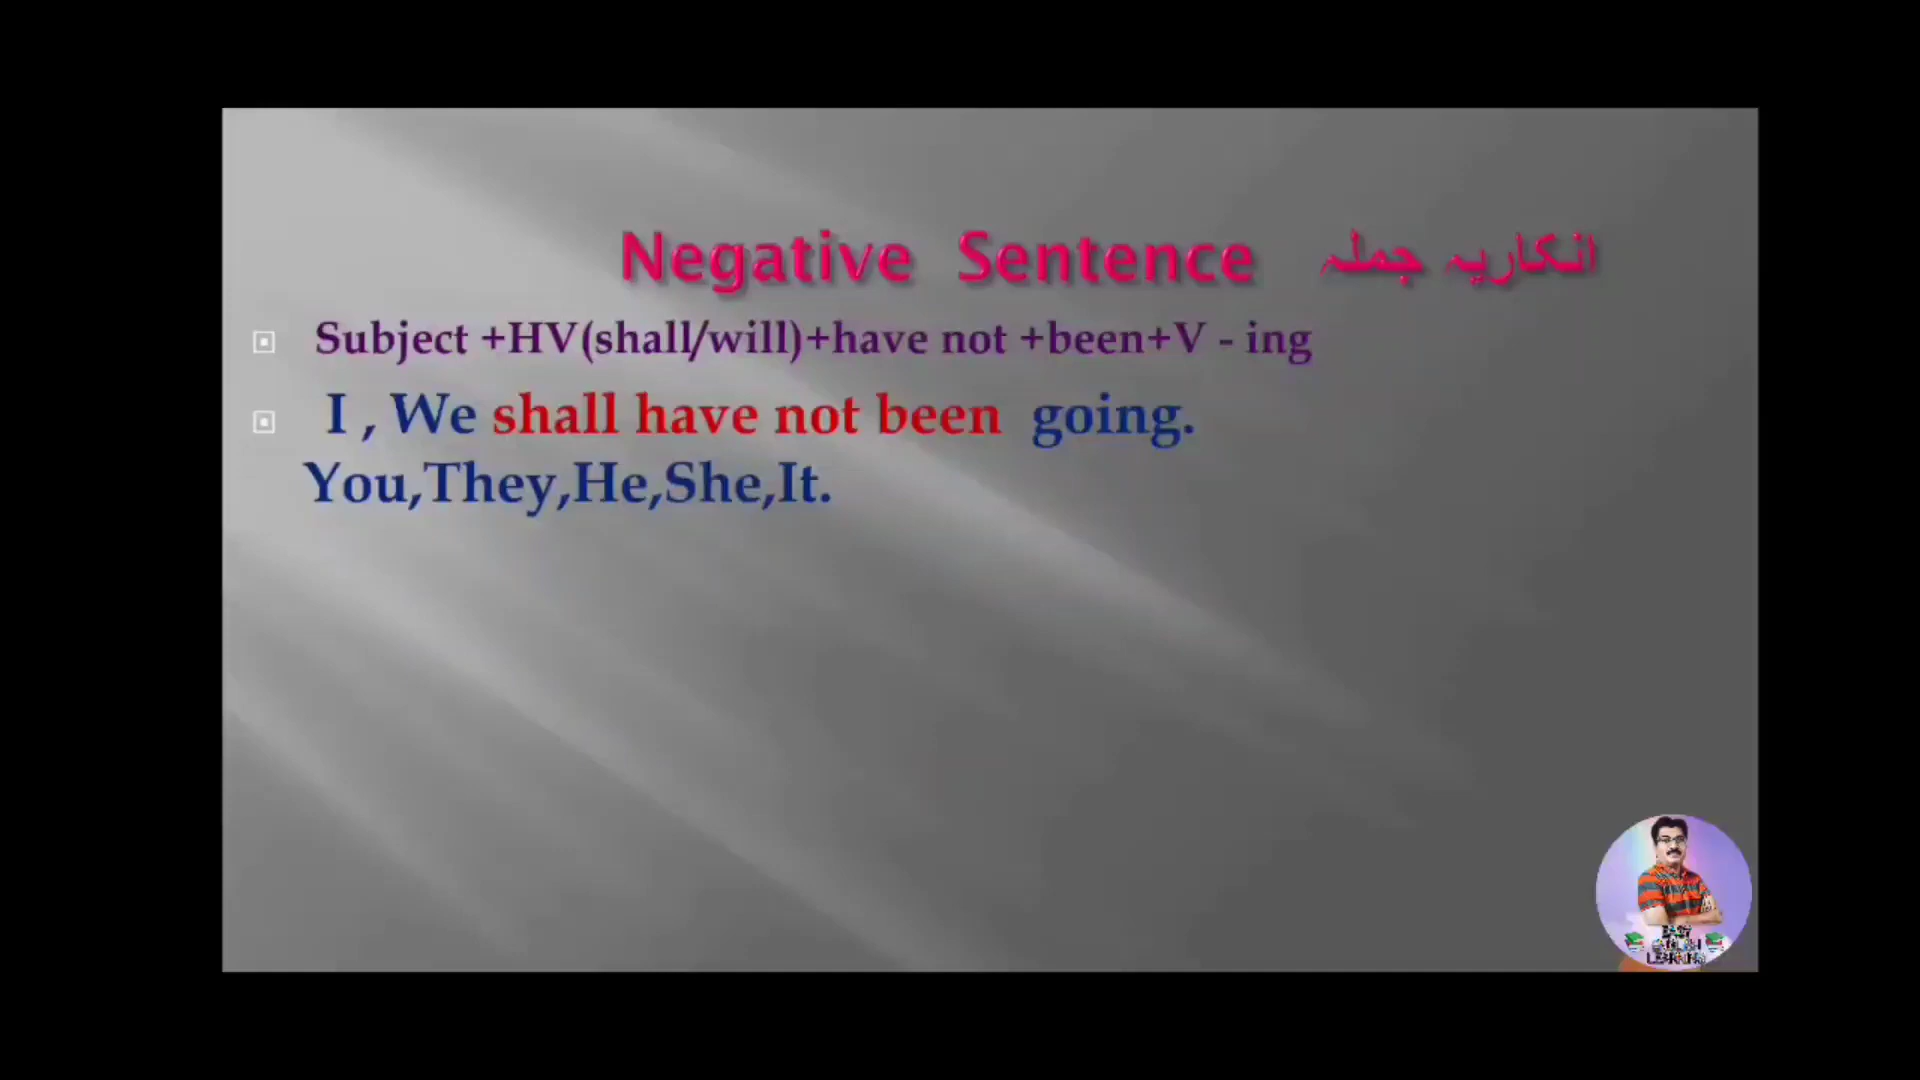 Negative Sentence انکاریہ جملہ
Subject +HV(shall/will)+have not +been+V - ing
I , We shall have not been going.
You,They,He,She,It.
LEARNING